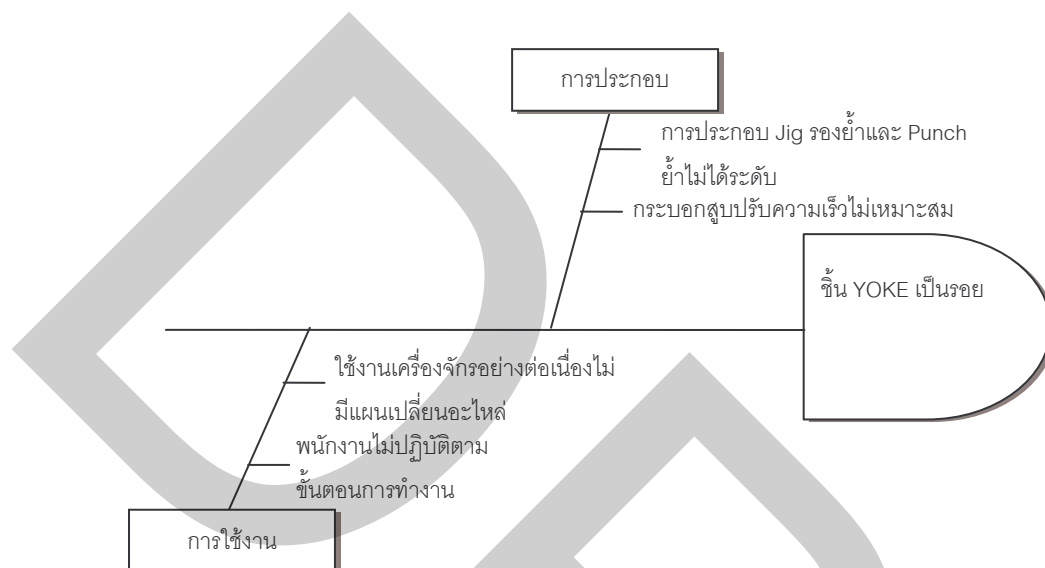 การประกอบ
การประกอบ Jig รองย้ำและ Punch
ย้ำไม่ได้ระดับ
กระบอกสูบปรับความเร็วไม่เหมาะสม
ชิ้น YOKE เป็นรอย
ใช้งานเครื่องจักรอย่างต่อเนื่องไม่
มีแผนเปลี่ยนอะไหล่
พนักงานไม่ปฏิบัติตาม
ขั้นตอนการทำงาน
การใช้งาน